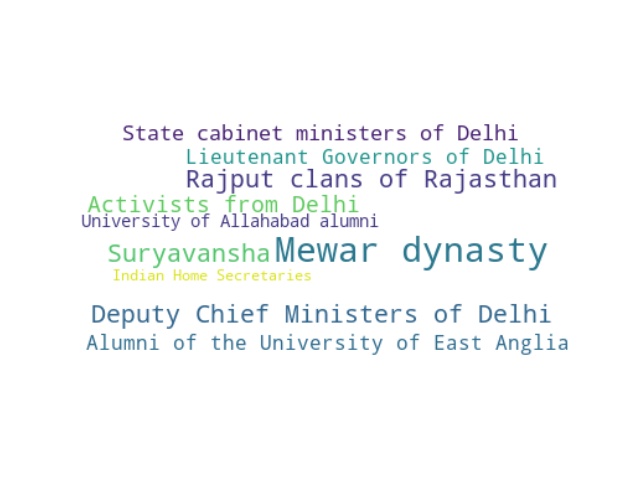 State cabinet ministers of Delhi
Lieutenant Governors of Delhi
Rajput clans of Rajasthan
Activists from Delhi
University of Allahabad alumni
Suryavansha Mewar dynasty
Indian Home Secretaries
Deputy Chief Ministers of Delhi
Alumni of the University of East Anglia